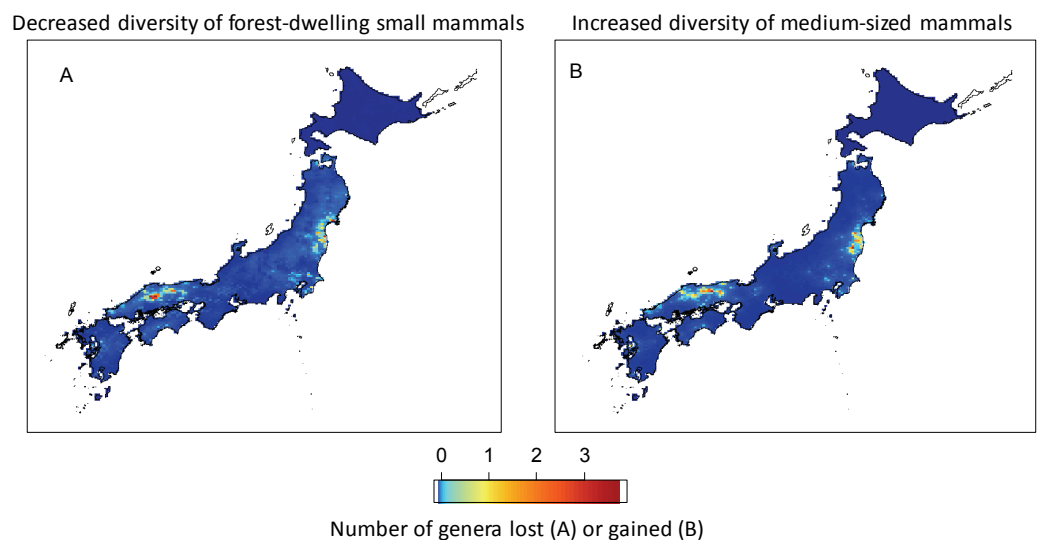 Decreased diversity of forest-dwelling small mammals
Increased diversity of medium-sized mammals
A
B
0 1 2 3
Number of genera lost (A) or gained (B)